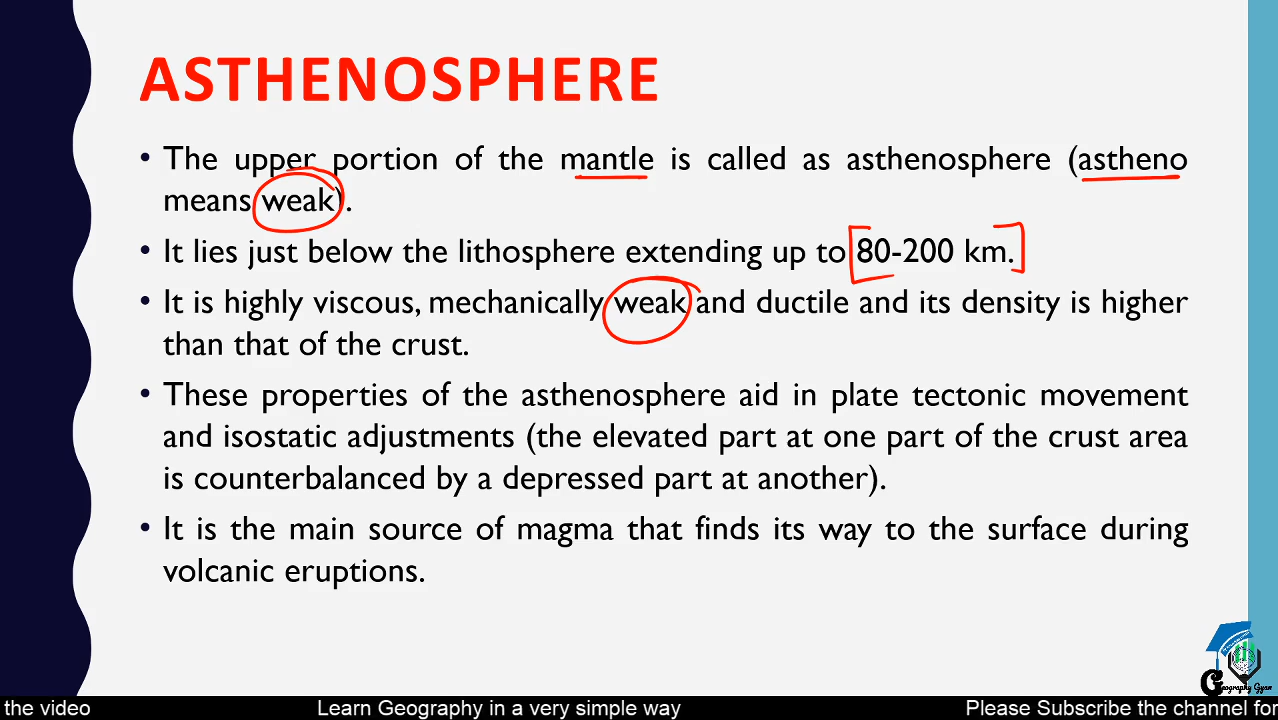 ASTHENOSPHERE
• The upper portion of the mantle is called as asthenosphere (astheno
means weak).
• It lies just below the lithosphere extending up to 80-200 km.
• It is highly viscous, mechanically weak and ductile and its density is higher
than that of the crust.
• These properties of the asthenosphere aid in plate tectonic movement
and isostatic adjustments (the elevated part at one part of the crust area
is counterbalanced by a depressed part at another).
• It is the main source of magma that finds its way to the surface during
volcanic eruptions.
Geography Gyan
the video Learn Geography in a very simple way Please Subscribe the channel for